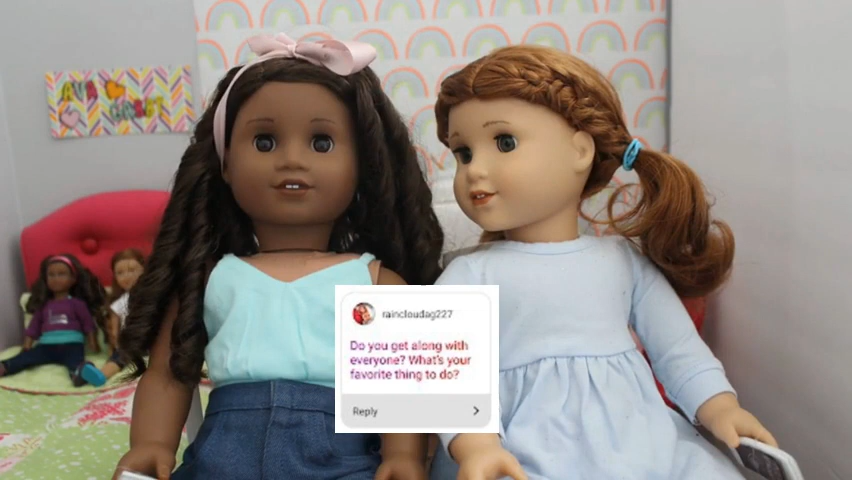 AVA
raincloudag227
Do you get along with
everyone? What's your
favorite thing to do?
Reply